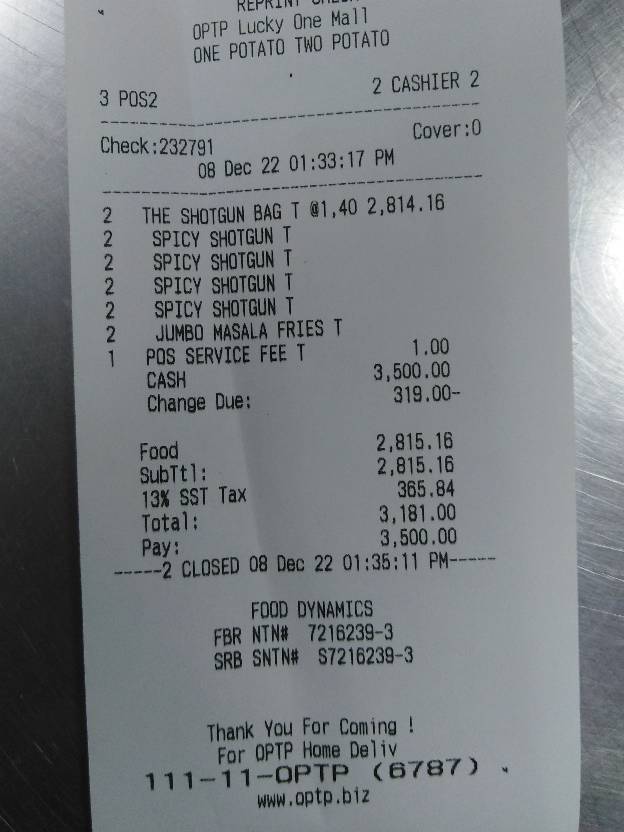 REPRINT
OPTP Lucky One Mall
ONE POTATO TWO POTATO
3 POS2 2 CASHIER 2
Check:232791 Cover:0
08 Dec 22 01:33:17 PM
2 THE SHOTGUN BAG T @1,40 2,814.16
2 SPICY SHOTGUN T
2 SPICY SHOTGUN T
2 SPICY SHOTGUN T
2 SPICY SHOTGUN T
2 JUMBO MASALA FRIES T
1 POS SERVICE FEE T 1.00
CASH 3,500.00
Change Due: 319.00-
Food 2,815.16
SubTtl: 2,815.16
13% SST Tax 365.84
Total: 3,181.00
Pay: 3,500.00
-----2 CLOSED 08 Dec 22 01:35:11 PM-----
FOOD DYNAMICS
FBR NTN# 7216239-3
SRB SNTN# S7216239-3
Thank You For Coming !
For OPTP Home Deliv
111-11-OPTP (6787)
www.optp.biz